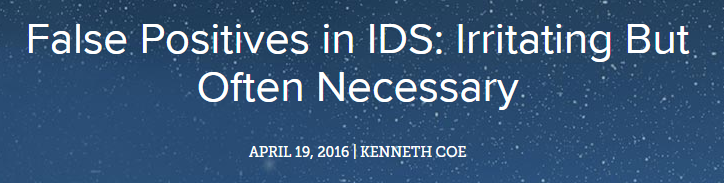 False Positives in IDS: Irritating But
Often Necessary
APRIL 19, 2016 | KENNETH COE